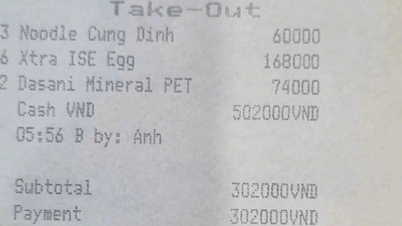 Take-Out
3 Noodle Cung Dinh 60000
6 Xtra ISE Egg 168000
2 Dasani Mineral PET 74000
Cash VND 502000VND
05:56 B by: Anh
Subtotal 302000VND
Payment 302000VND